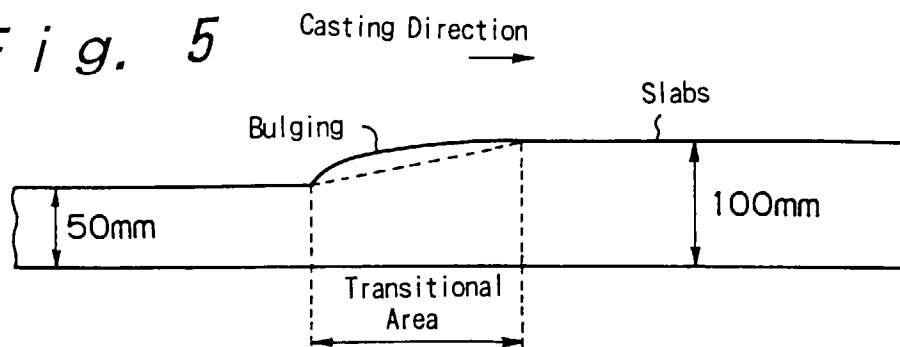 Fig. 5
Casting Direction
Slabs
Bulging
50mm
100mm
Transitional
Area